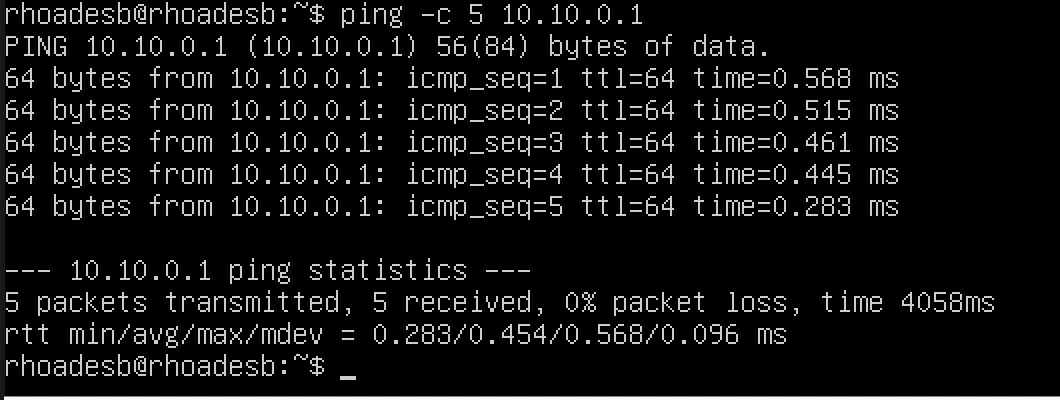 rhoadesb@rhoadesb:~$ ping -c 5 10.10.0.1
PING 10.10.0.1 (10.10.0.1) 56(84) bytes of data.
64 bytes from 10.10.0.1: icmp_seq=1 ttl=64 time=0.568 ms
64 bytes from 10.10.0.1: icmp_seq=2 ttl=64 time=0.515 ms
64 bytes from 10.10.0.1: icmp_seq=3 ttl=64 time=0.461 ms
64 bytes from 10.10.0.1: icmp_seq=4 ttl=64 time=0.445 ms
64 bytes from 10.10.0.1: icmp_seq=5 ttl=64 time=0.283 ms
--- 10.10.0.1 ping statistics ---
5 packets transmitted, 5 received, 0% packet loss, time 4058ms
rtt min/avg/max/mdev = 0.283/0.454/0.568/0.096 ms
rhoadesb@rhoadesb:~$ _